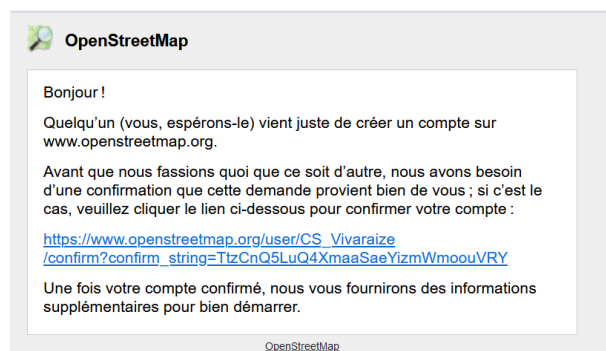 OpenStreetMap
Bonjour !
Quelqu’un (vous, espérons-le) vient juste de créer un compte sur
www.openstreetmap.org.
Avant que nous fassions quoi que ce soit d’autre, nous avons besoin
d’une confirmation que cette demande provient bien de vous ; si c’est le
cas, veuillez cliquer le lien ci-dessous pour confirmer votre compte :
https://www.openstreetmap.org/user/CS_Vivaraize
/confirm?confirm_string=TtzCnQ5LuQ4XmaaSaeYizmWmoouVRY
Une fois votre compte confirmé, nous vous fournirons des informations
supplémentaires pour bien démarrer.
OpenStreetMap